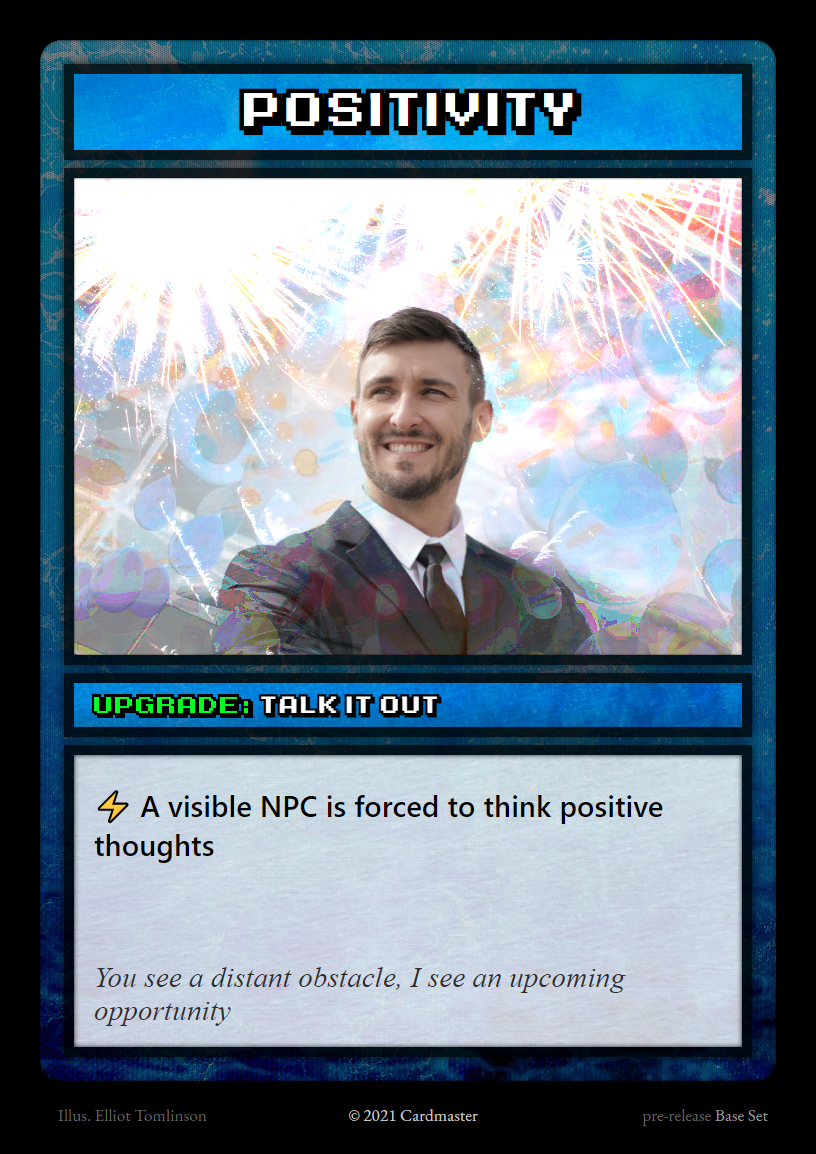 POSITIVITY
UPGRADE: TALK IT OUT
⚡ A visible NPC is forced to think positive
thoughts
You see a distant obstacle, I see an upcoming
opportunity
Illus. Elliot Tomlinson
© 2021 Cardmaster
pre-release Base Set